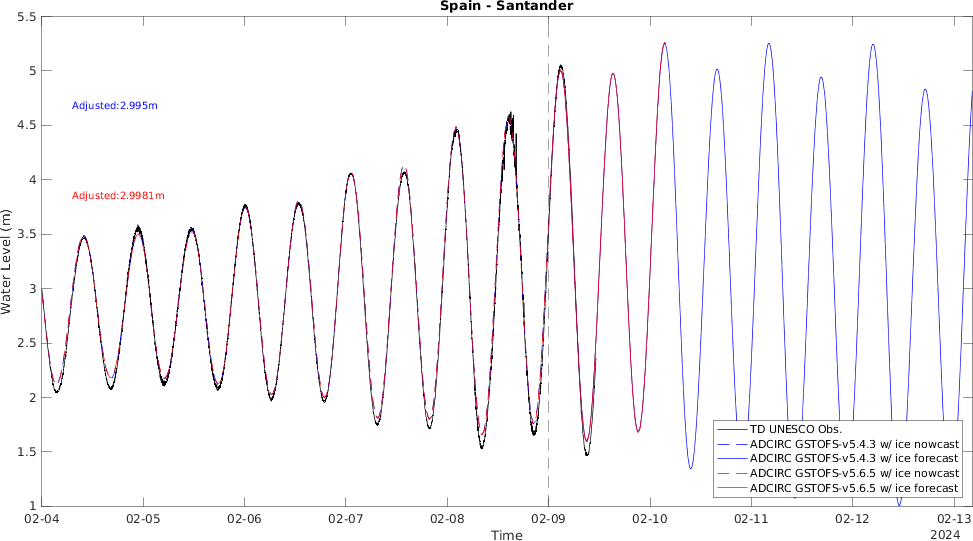 Spain - Santander
5.5
5
4.5
4
3.5
3
2.5
2
1.5
1
Water Level (m)
Adjusted:2.995m
Adjusted:2.9981m
TD UNESCO Obs.
ADCIRC GSTOFS-v5.4.3 w/ ice nowcast
ADCIRC GSTOFS-v5.4.3 w/ ice forecast
ADCIRC GSTOFS-v5.6.5 w/ ice nowcast
ADCIRC GSTOFS-v5.6.5 w/ ice forecast
02-04 02-05 02-06 02-07 02-08 02-09 02-10 02-11 02-12 02-13
Time
2024